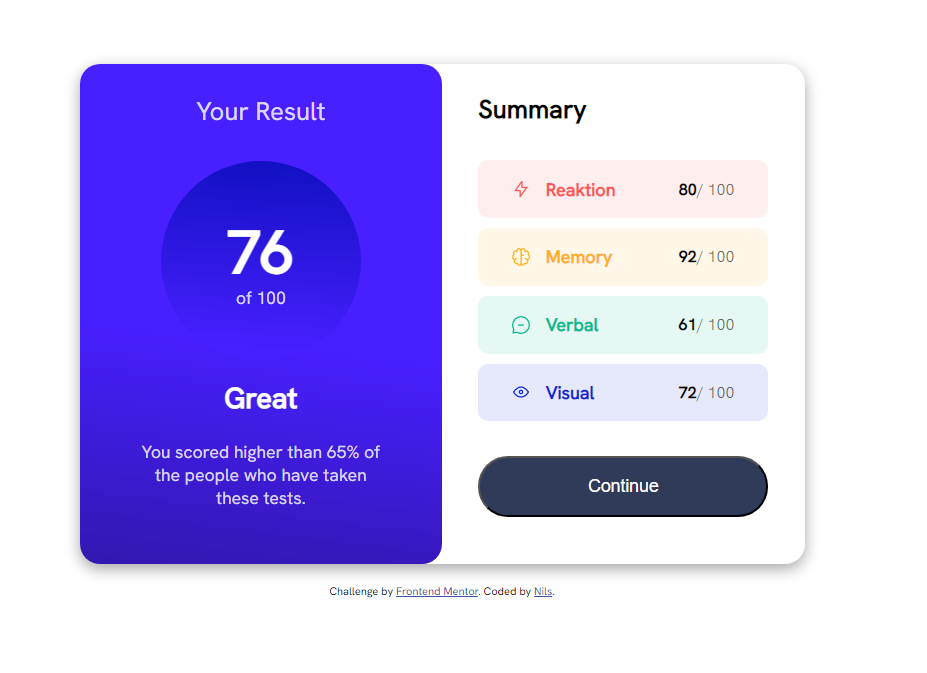 Your Result
76
of 100
Great
You scored higher than 65% of
the people who have taken
these tests.
Summary
Reaktion 80/ 100
Memory 92/ 100
Verbal 61/ 100
Visual 72/ 100
Continue
Challenge by Frontend Mentor. Coded by Nils.